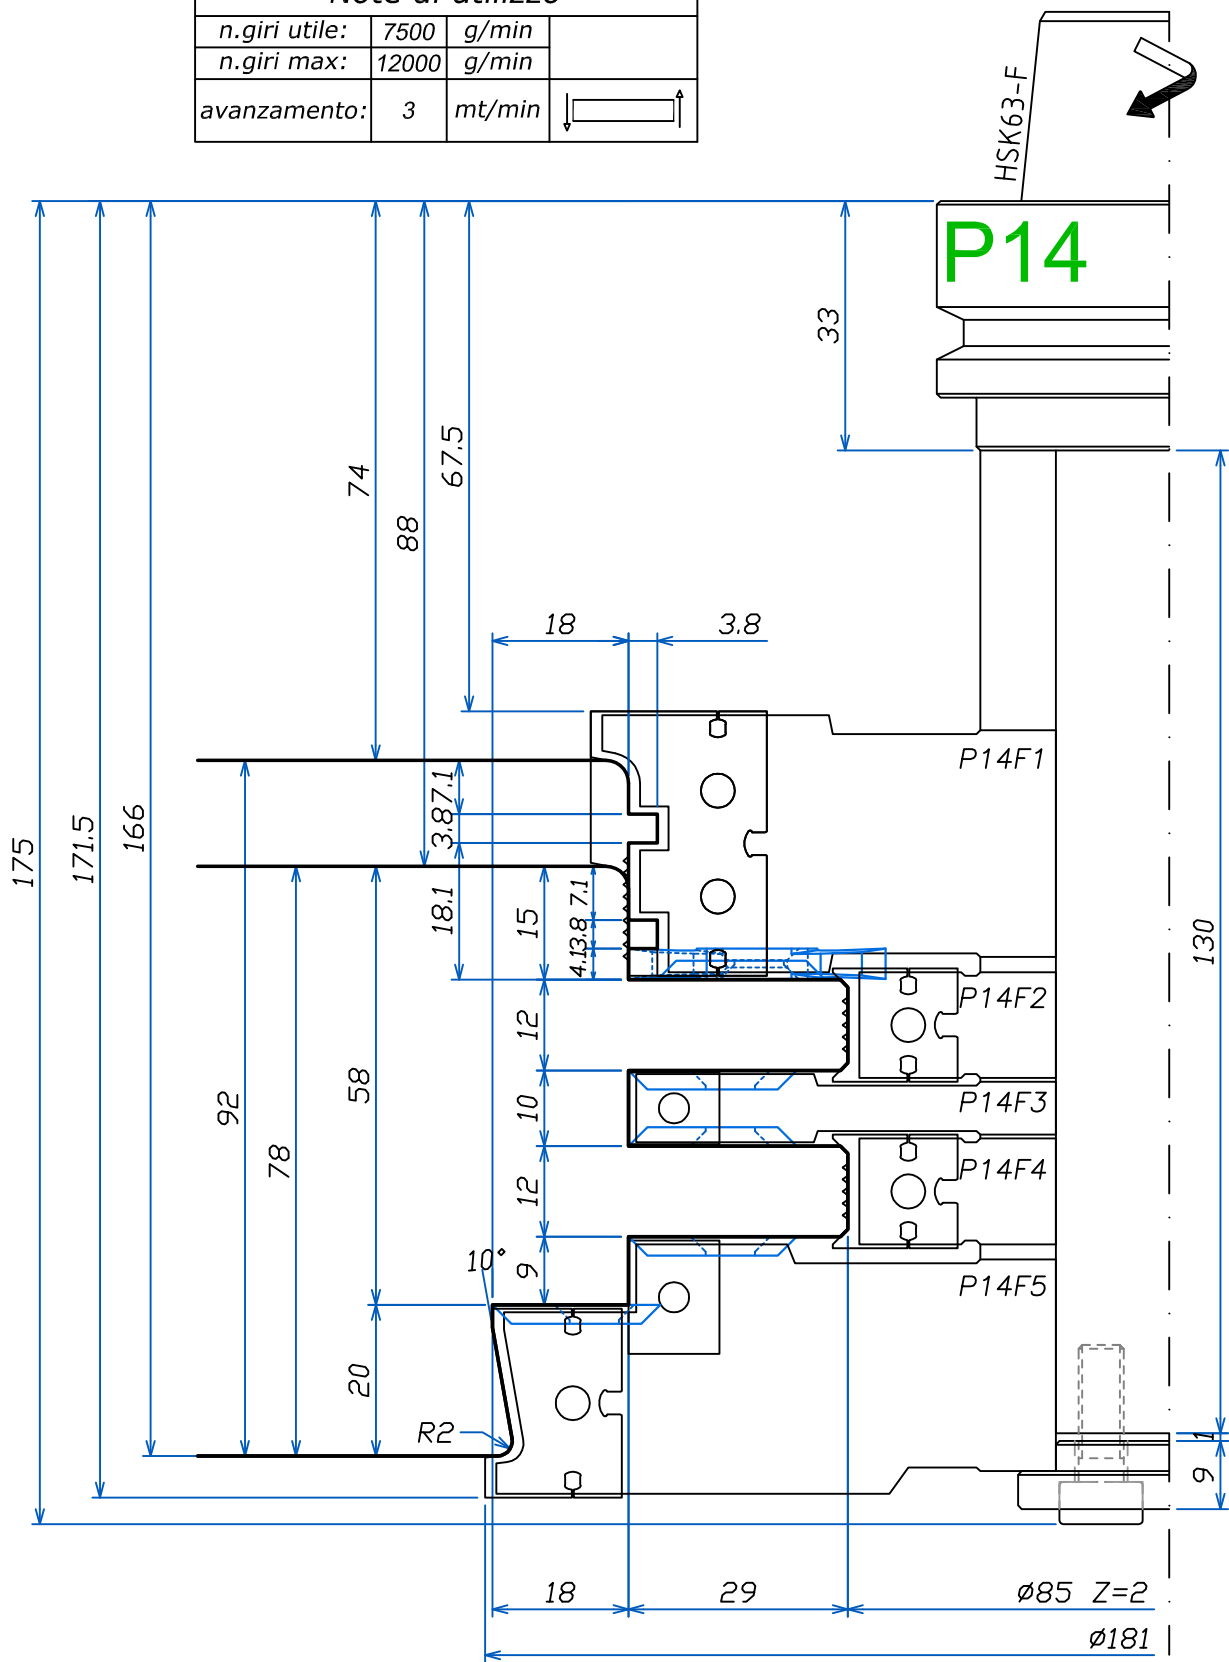 Note di utilizzo
n.giri utile: 7500 g/min
n.giri max: 12000 g/min
avanzamento: 3 mt/min
HSK63-F
P14
33
74
88
67.5
18
3.8
P14F1
175
171.5
166
7.1
3.8
18.1
15
7.1
3.8
4.1
130
P14F2
12
92
78
58
10
P14F3
12
P14F4
10°
9
P14F5
20
R2
1
9
18
29
ø85 Z=2
ø181